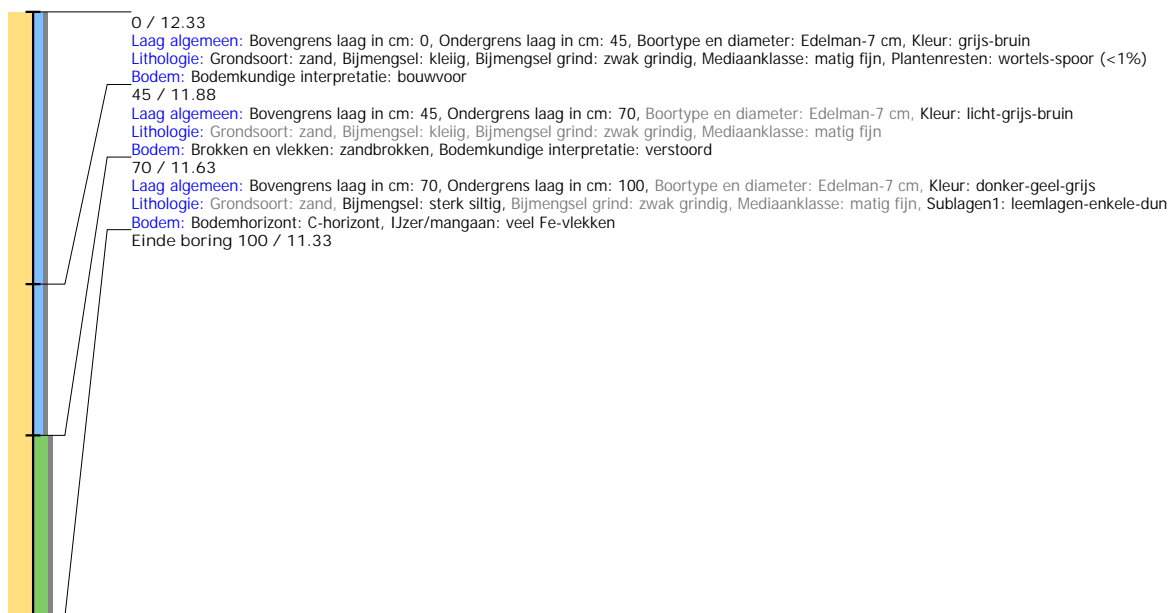 0 / 12.33
Laag algemeen: Bovengrens laag in cm: 0, Ondergrens laag in cm: 45, Boortype en diameter: Edelman-7 cm, Kleur: grijs-bruin
Lithologie: Grondsoort: zand, Bijmengsel: kleiig, Bijmengsel grind: zwak grindig, Mediaanklasse: matig fijn, Plantenresten: wortels-spoor (<1%)
Bodem: Bodemkundige interpretatie: bouwvoor
45 / 11.88
Laag algemeen: Bovengrens laag in cm: 45, Ondergrens laag in cm: 70, Boortype en diameter: Edelman-7 cm, Kleur: licht-grijs-bruin
Lithologie: Grondsoort: zand, Bijmengsel: kleiig, Bijmengsel grind: zwak grindig, Mediaanklasse: matig fijn
Bodem: Brokken en vlekken: zandbrokken, Bodemkundige interpretatie: verstoord
70 / 11.63
Laag algemeen: Bovengrens laag in cm: 70, Ondergrens laag in cm: 100, Boortype en diameter: Edelman-7 cm, Kleur: donker-geel-grijs
Lithologie: Grondsoort: zand, Bijmengsel: sterk siltig, Bijmengsel grind: zwak grindig, Mediaanklasse: matig fijn, Sublagen1: leemlagen-enkele-dun
Bodem: Bodemhorizont: C-horizont, IJzer/mangaan: veel Fe-vlekken
Einde boring 100 / 11.33